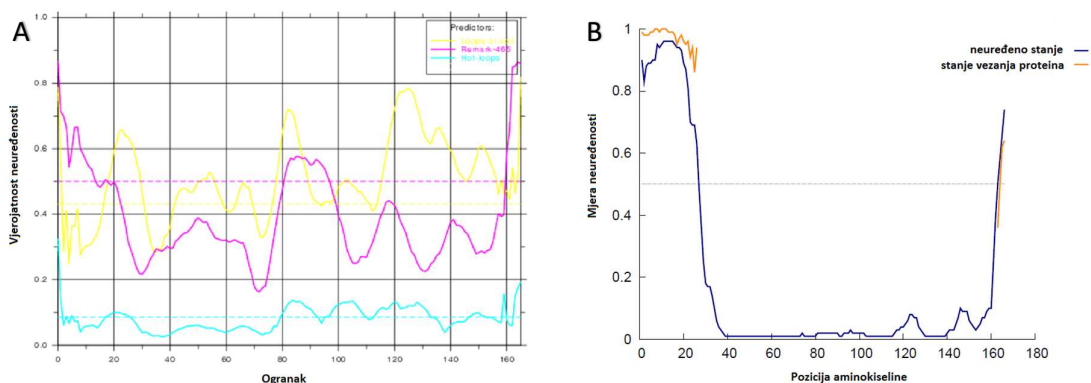 A
Predictors:
Remark-465
Hot-loops
Vjerojatnost neuređenosti
1.0
0.8
0.6
0.4
0.2
0.0
0
20
40
60
80
100
120
140
160
Ogranak
B
neuređeno stanje
stanje vezanja proteina
Mjera neuređenosti
1
0.8
0.6
0.4
0.2
0
0
20
40
60
80
100
120
140
160
180
Pozicija aminokiseline